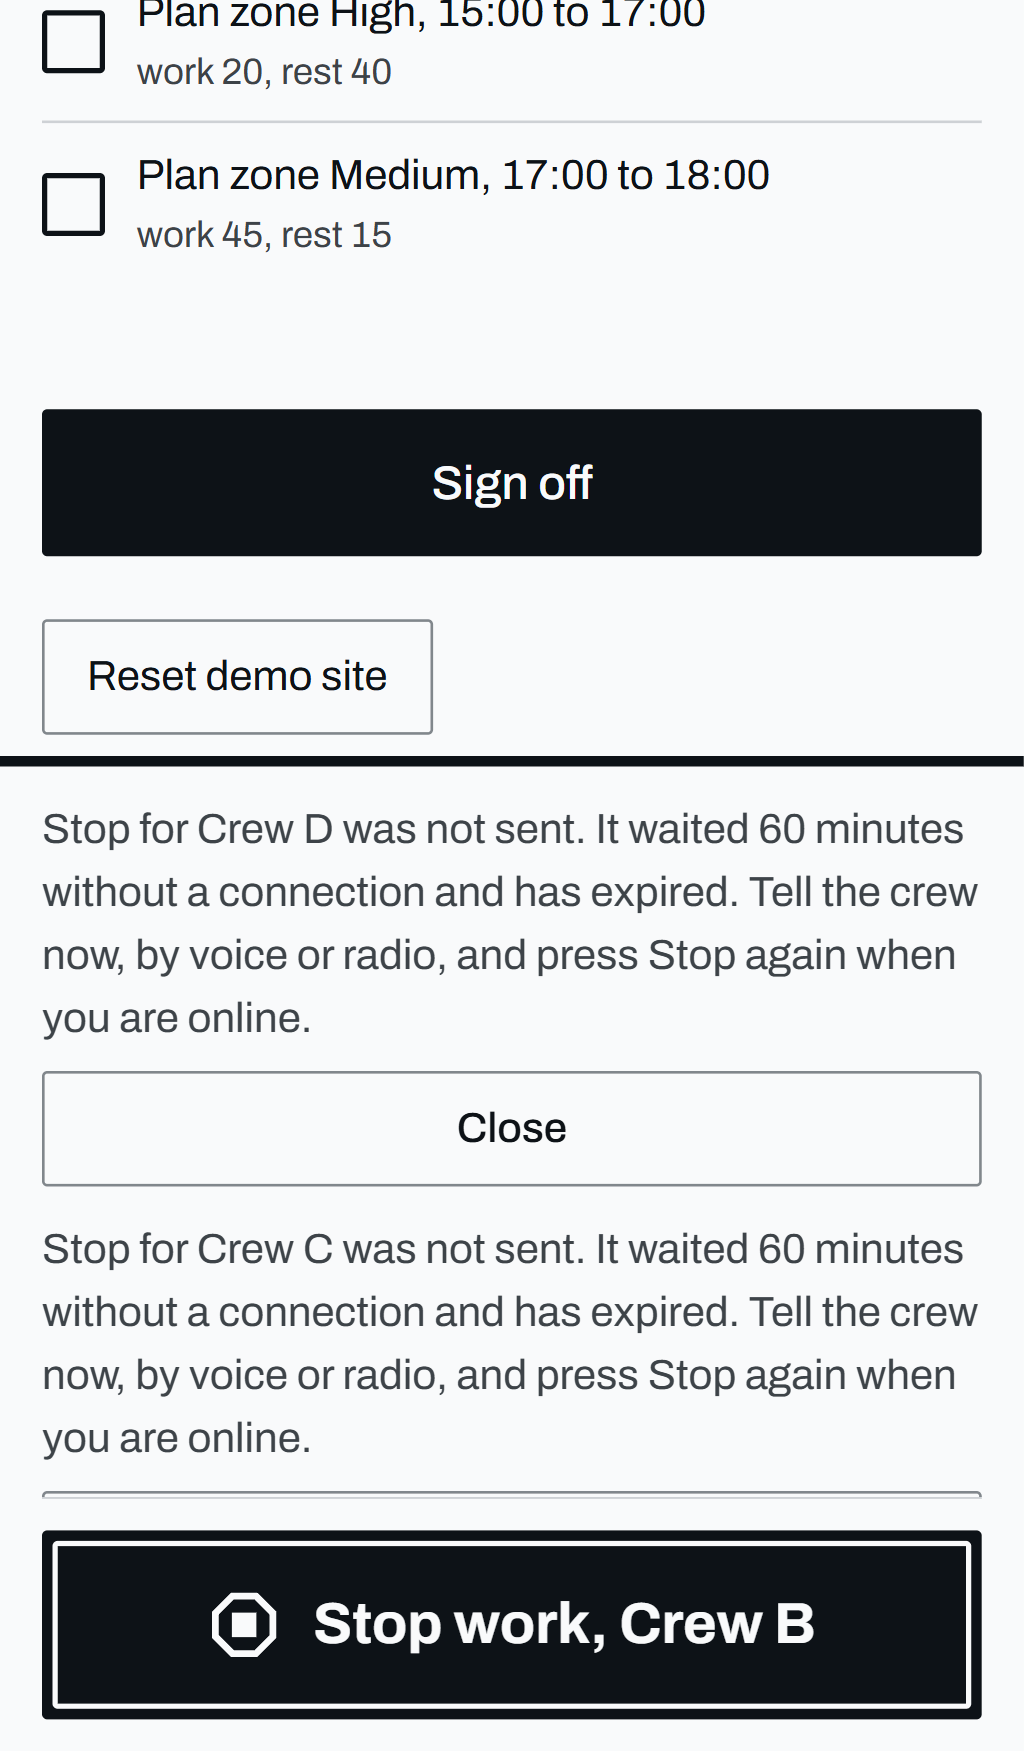 Plan zone High, 15:00 to 17:00
work 20, rest 40
Plan zone Medium, 17:00 to 18:00
work 45, rest 15
Sign off
Reset demo site
Stop for Crew D was not sent. It waited 60 minutes
without a connection and has expired. Tell the crew
now, by voice or radio, and press Stop again when
you are online.
Close
Stop for Crew C was not sent. It waited 60 minutes
without a connection and has expired. Tell the crew
now, by voice or radio, and press Stop again when
you are online.
Stop work, Crew B